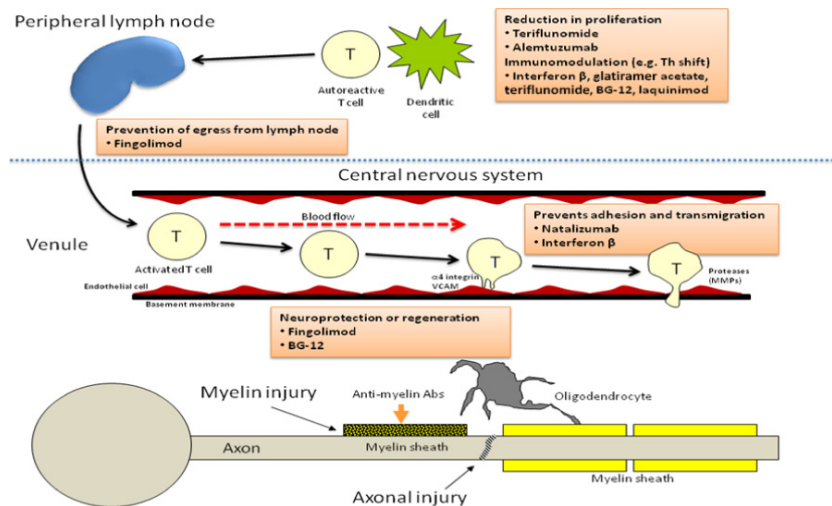 Peripheral lymph node
T
Autoreactive
T cell
Dendritic
cell
Reduction in proliferation
• Teriflunomide
• Alemtuzumab
Immunomodulation (e.g. Th shift)
• Interferon β, glatiramer acetate,
teriflunomide, BG-12, laquinimod
Prevention of egress from lymph node
• Fingolimod
Central nervous system
Blood flow
Prevents adhesion and transmigration
• Natalizumab
• Interferon β
Venule
T
Activated T cell
T
T
α4 integrin
VCAM
T
Proteases
(MMPs)
Endothelial cell
Basement membrane
Neuroprotection or regeneration
• Fingolimod
• BG-12
Myelin injury
Anti-myelin Abs
Oligodendrocyte
Axon
Myelin sheath
Myelin sheath
Axonal injury